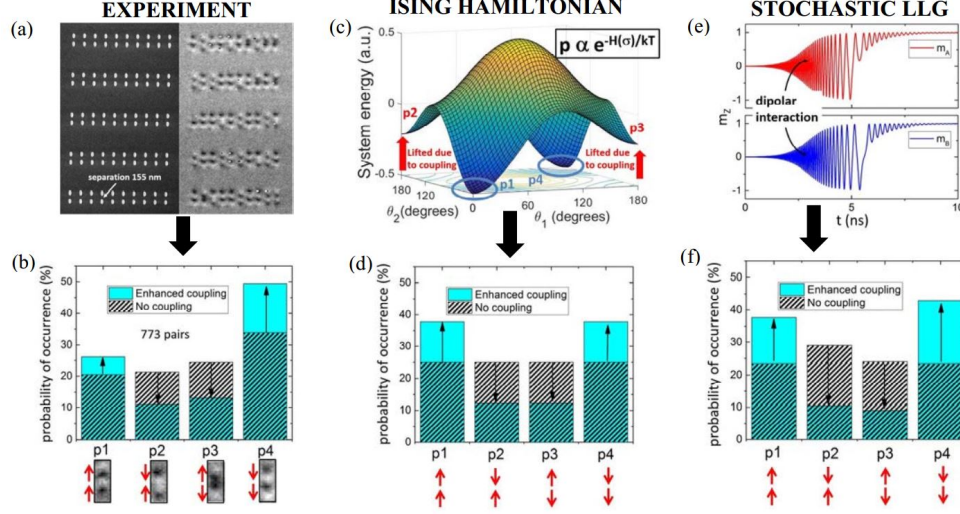 EXPERIMENT
ISING HAMILTONIAN
STOCHASTIC LLG
(a)
separation 155 nm
(c)
p ∝ e-H(σ)/kT
System energy (a.u.)
0
-0.5
p2
p3
Lifted due to coupling
Lifted due to coupling
p1
p4
180
120
60
0
60
120
180
θ2(degrees)
θ1 (degrees)
(e)
1
0
-1
mA
dipolar interaction
mz
1
0
-1
mB
0
5
10
t (ns)
(b)
probability of occurrence (%)
50
40
30
20
10
0
Enhanced coupling
No coupling
773 pairs
p1
p2
p3
p4
(d)
probability of occurrence (%)
50
40
30
20
10
0
Enhanced coupling
No coupling
p1
p2
p3
p4
(f)
probability of occurrence (%)
50
40
30
20
10
0
Enhanced coupling
No coupling
p1
p2
p3
p4